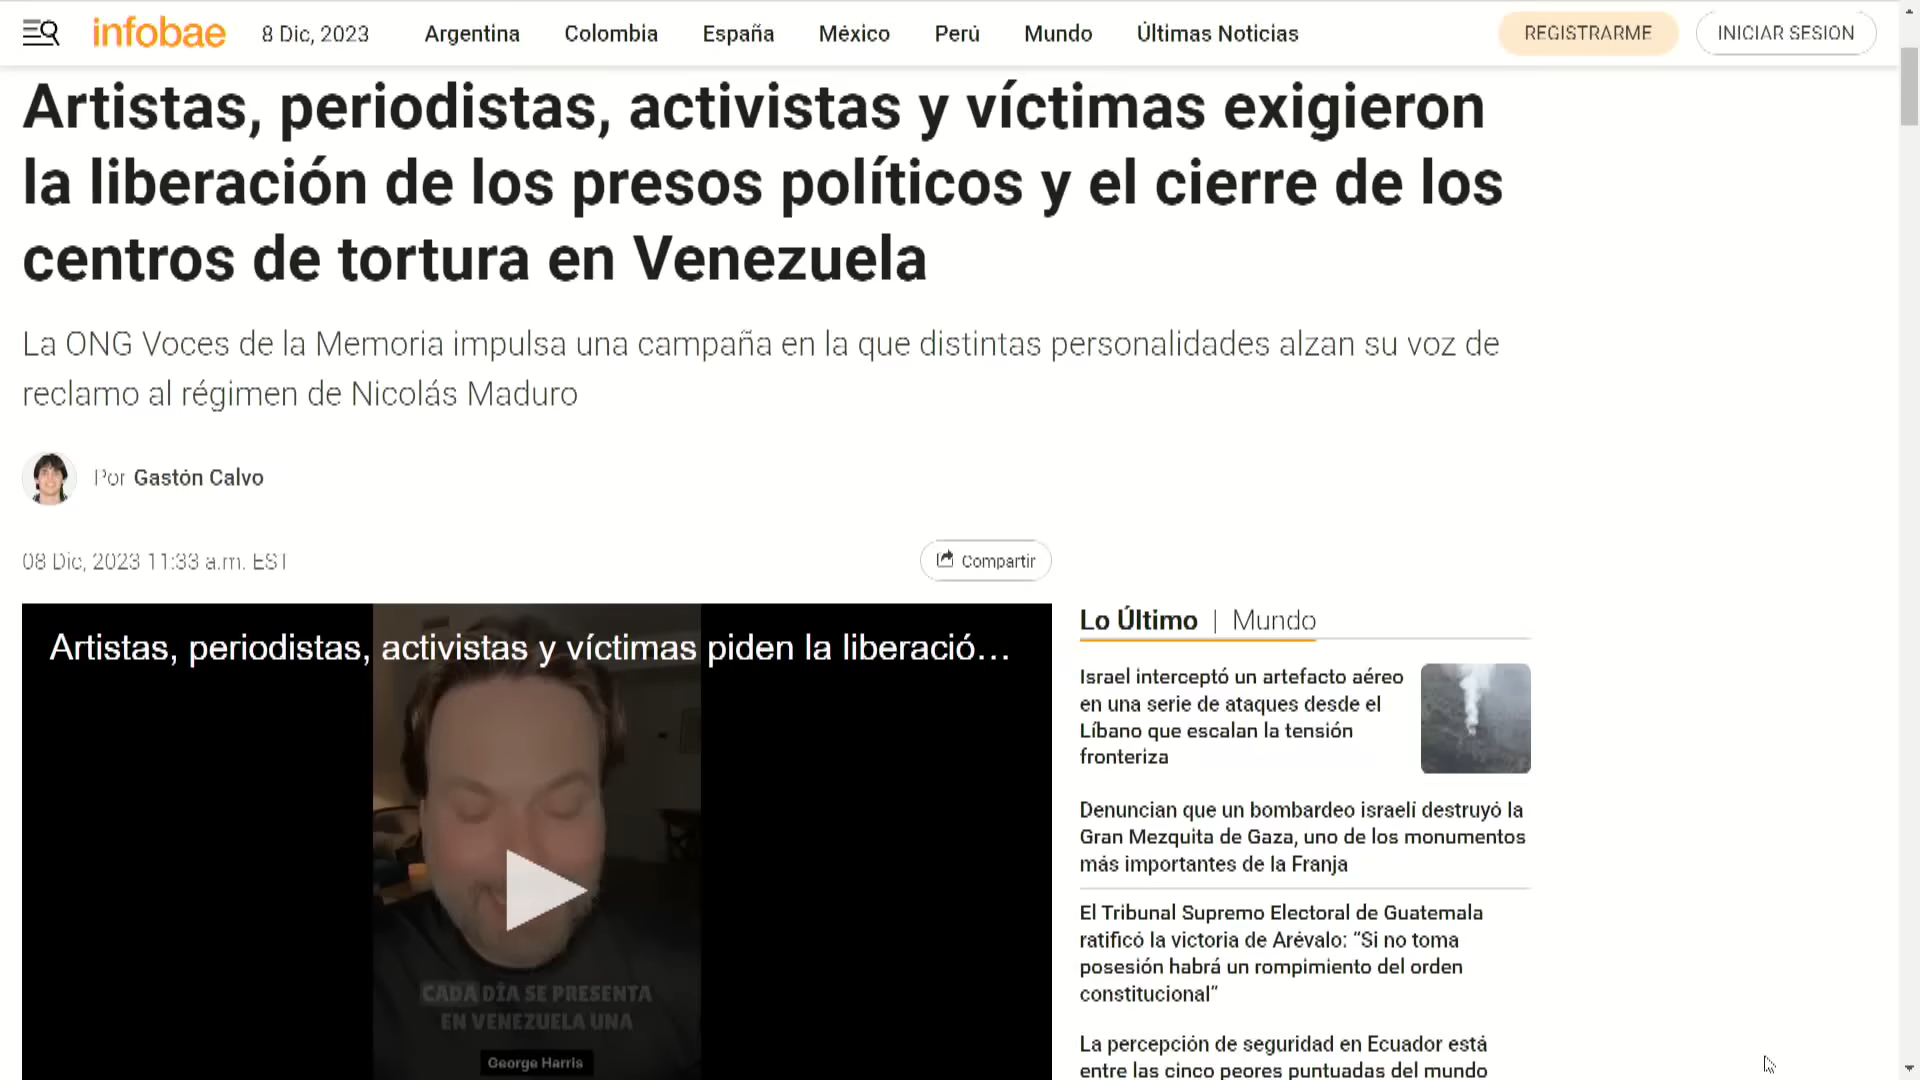 infobae
8 Dic, 2023
Argentina
Colombia
España
México
Perú
Mundo
Últimas Noticias
REGISTRARME
INICIAR SESION
Artistas, periodistas, activistas y víctimas exigieron
la liberación de los presos políticos y el cierre de los
centros de tortura en Venezuela
La ONG Voces de la Memoria impulsa una campaña en la que distintas personalidades alzan su voz de
reclamo al régimen de Nicolás Maduro
Por Gastón Calvo
08 Dic, 2023 11:33 a.m. EST
Compartir
Artistas, periodistas, activistas y víctimas piden la liberació...
CADA DÍA SE PRESENTA
EN VENEZUELA UNA
George Harris
Lo Último | Mundo
Israel interceptó un artefacto aéreo
en una serie de ataques desde el
Líbano que escalan la tensión
fronteriza
Denuncian que un bombardeo israelí destruyó la
Gran Mezquita de Gaza, uno de los monumentos
más importantes de la Franja
El Tribunal Supremo Electoral de Guatemala
ratificó la victoria de Arévalo: “Si no toma
posesión habrá un rompimiento del orden
constitucional”
La percepción de seguridad en Ecuador está
entre las cinco peores puntuadas del mundo